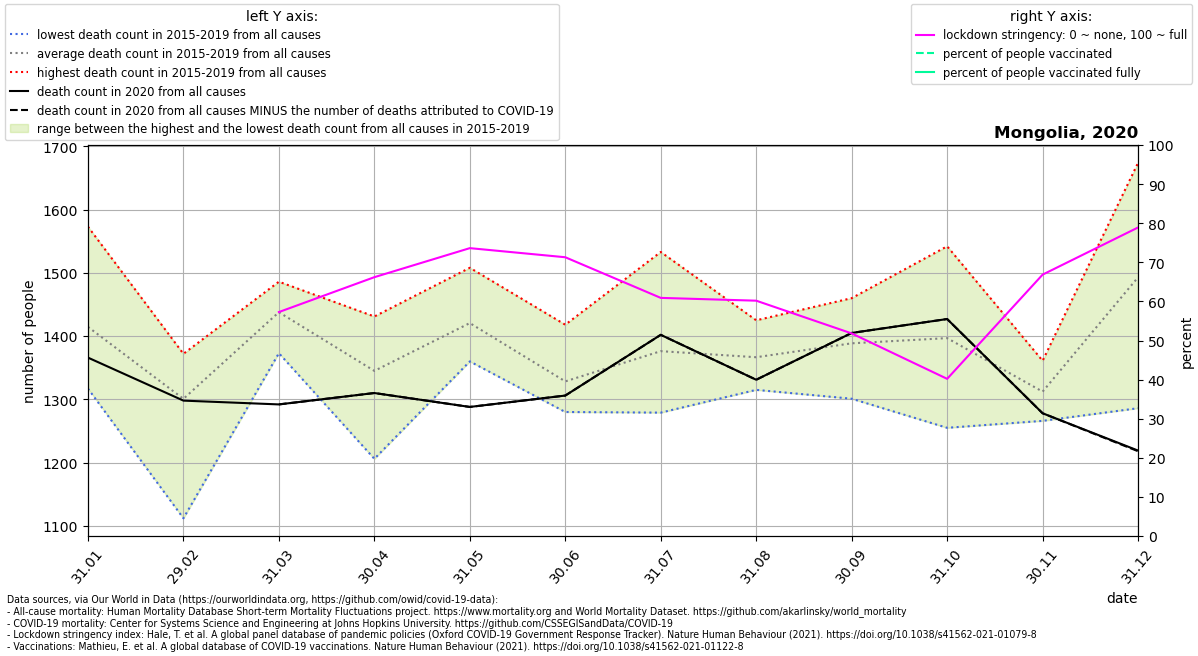 left Y axis:
lowest death count in 2015-2019 from all causes
average death count in 2015-2019 from all causes
highest death count in 2015-2019 from all causes
death count in 2020 from all causes
death count in 2020 from all causes MINUS the number of deaths attributed to COVID-19
range between the highest and the lowest death count from all causes in 2015-2019
right Y axis:
lockdown stringency: 0 ~ none, 100 ~ full
percent of people vaccinated
percent of people vaccinated fully
Mongolia, 2020
number of people
1700
1600
1500
1400
1300
1200
1100
100
90
80
70
60
50
40
30
20
10
0
percent
31.01
29.02
31.03
30.04
31.05
30.06
31.07
31.08
30.09
31.10
30.11
31.12
date
Data sources, via Our World in Data (https://ourworldindata.org, https://github.com/owid/covid-19-data):
- All-cause mortality: Human Mortality Database Short-term Mortality Fluctuations project. https://www.mortality.org and World Mortality Dataset. https://github.com/akarlinsky/world_mortality
- COVID-19 mortality: Center for Systems Science and Engineering at Johns Hopkins University. https://github.com/CSSEGISandData/COVID-19
- Lockdown stringency index: Hale, T. et al. A global panel database of pandemic policies (Oxford COVID-19 Government Response Tracker). Nature Human Behaviour (2021). https://doi.org/10.1038/s41562-021-01079-8
- Vaccinations: Mathieu, E. et al. A global database of COVID-19 vaccinations. Nature Human Behaviour (2021). https://doi.org/10.1038/s41562-021-01122-8